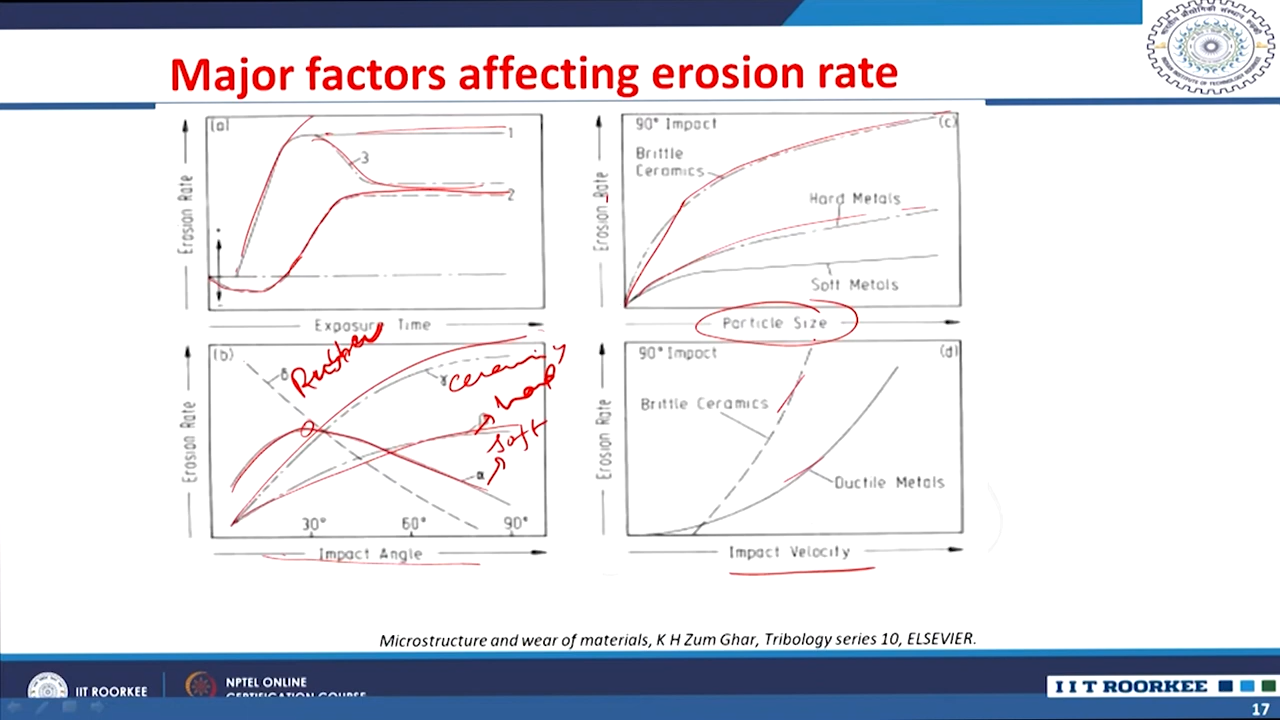 Major factors affecting erosion rate
(a)
1
3
2
Erosion Rate
Exposure Time
90° Impact
(c)
Brittle
Ceramics
Hard Metals
Soft Metals
Erosion Rate
Particle Size
(b)
δ
Rubber
γ
Ceramics
β
hard
soft
α
30°
60°
90°
Erosion Rate
Impact Angle
90° Impact
(d)
Brittle Ceramics
Ductile Metals
Erosion Rate
Impact Velocity
Microstructure and wear of materials, K H Zum Ghar, Tribology series 10, ELSEVIER.
IIT ROORKEE
NPTEL ONLINE
CERTIFICATION COURSE
IIT ROORKEE
17